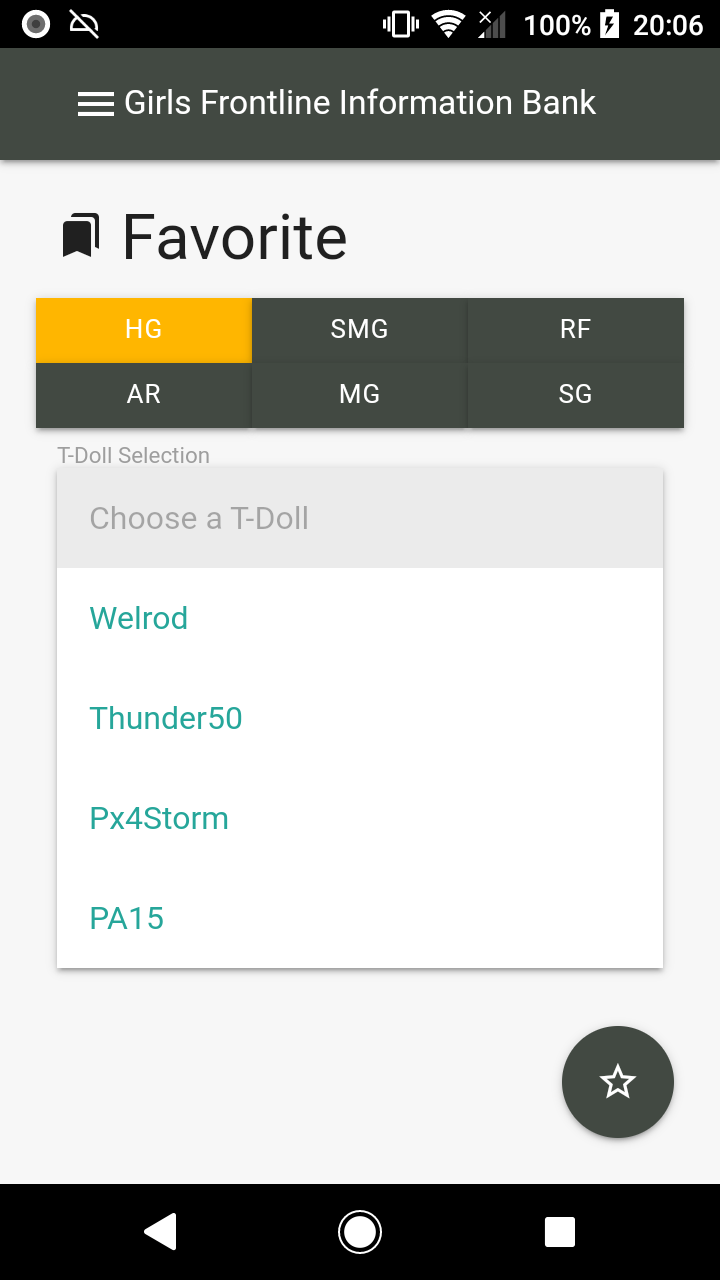 100% 20:06
Girls Frontline Information Bank
Favorite
HG SMG RF
AR MG SG
T-Doll Selection
Choose a T-Doll
Welrod
Thunder50
Px4Storm
PA15